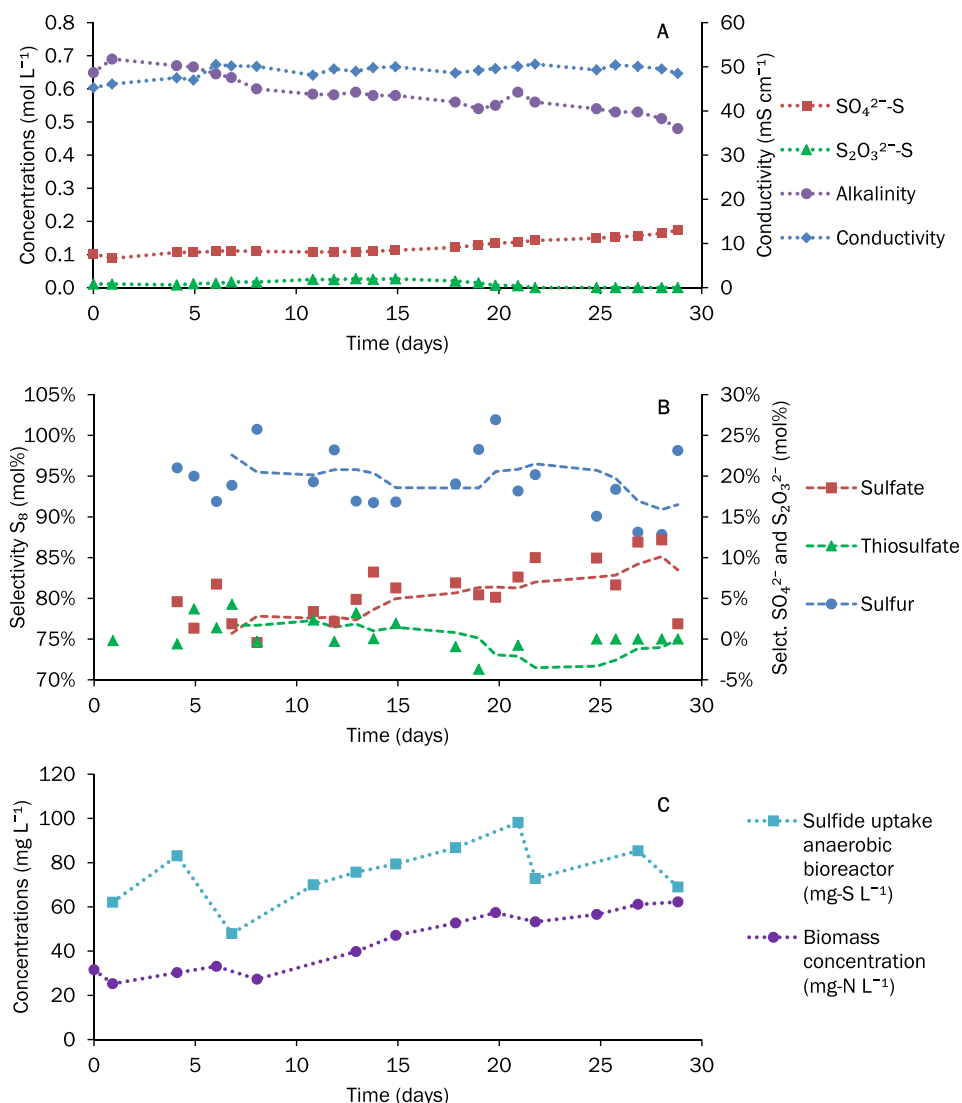 A
Concentrations (mol L⁻¹)
0.8
0.7
0.6
0.5
0.4
0.3
0.2
0.1
0.0
60
50
40
30
20
10
0
Conductivity (mS cm⁻¹)
0 5 10 15 20 25 30
Time (days)
SO₄²⁻-S
S₂O₃²⁻-S
Alkalinity
Conductivity
B
Selectivity S₈ (mol%)
105%
100%
95%
90%
85%
80%
75%
70%
30%
25%
20%
15%
10%
5%
0%
-5%
Selct. SO₄²⁻ and S₂O₃²⁻ (mol%)
0 5 10 15 20 25 30
Time (days)
Sulfate
Thiosulfate
Sulfur
C
Concentrations (mg L⁻¹)
120
100
80
60
40
20
0
0 5 10 15 20 25 30
Time (days)
Sulfide uptake
anaerobic
bioreactor
(mg-S L⁻¹)
Biomass
concentration
(mg-N L⁻¹)